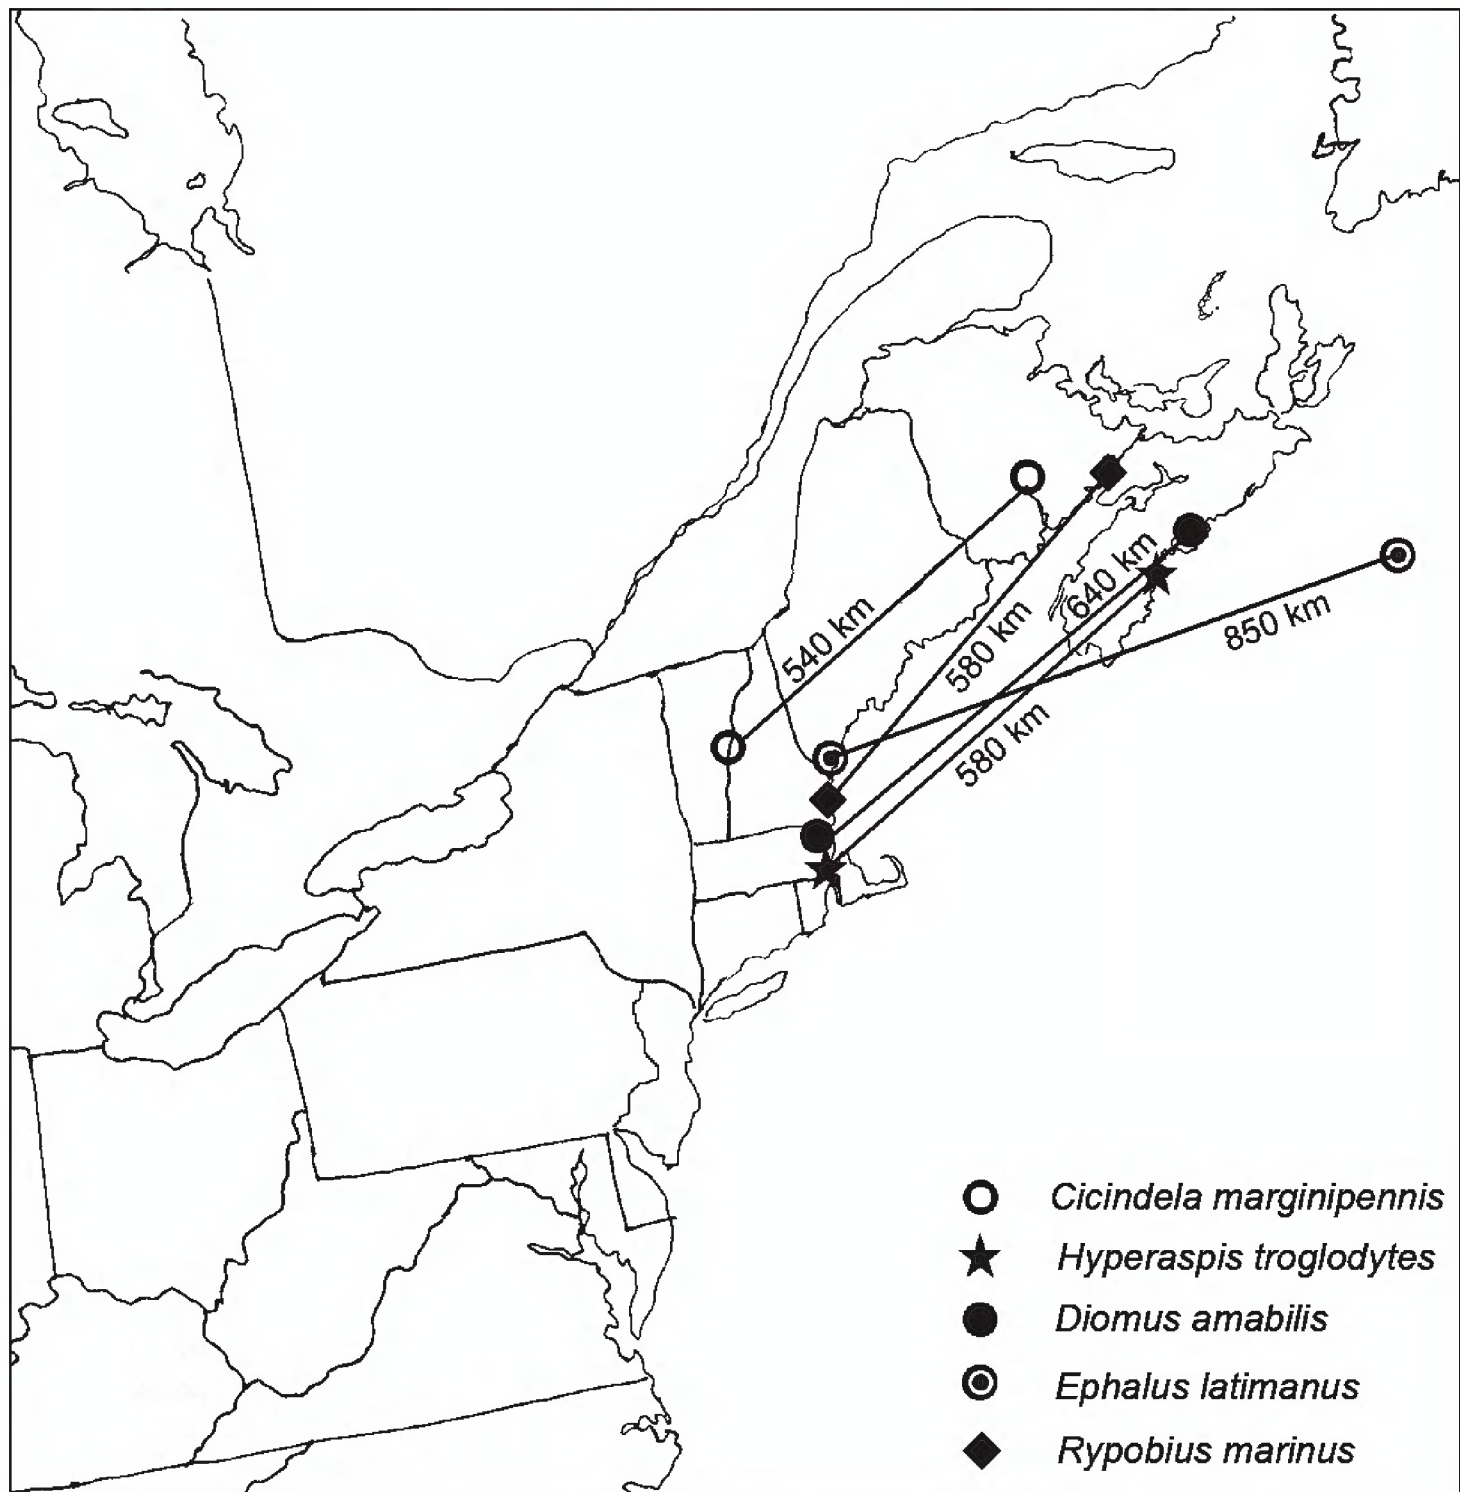 640 km
540 km
580 km
850 km
580 km
Cicindela marginipennis
Hyperaspis troglodytes
Diomus amabilis
Ephalus latimanus
Rypobius marinus